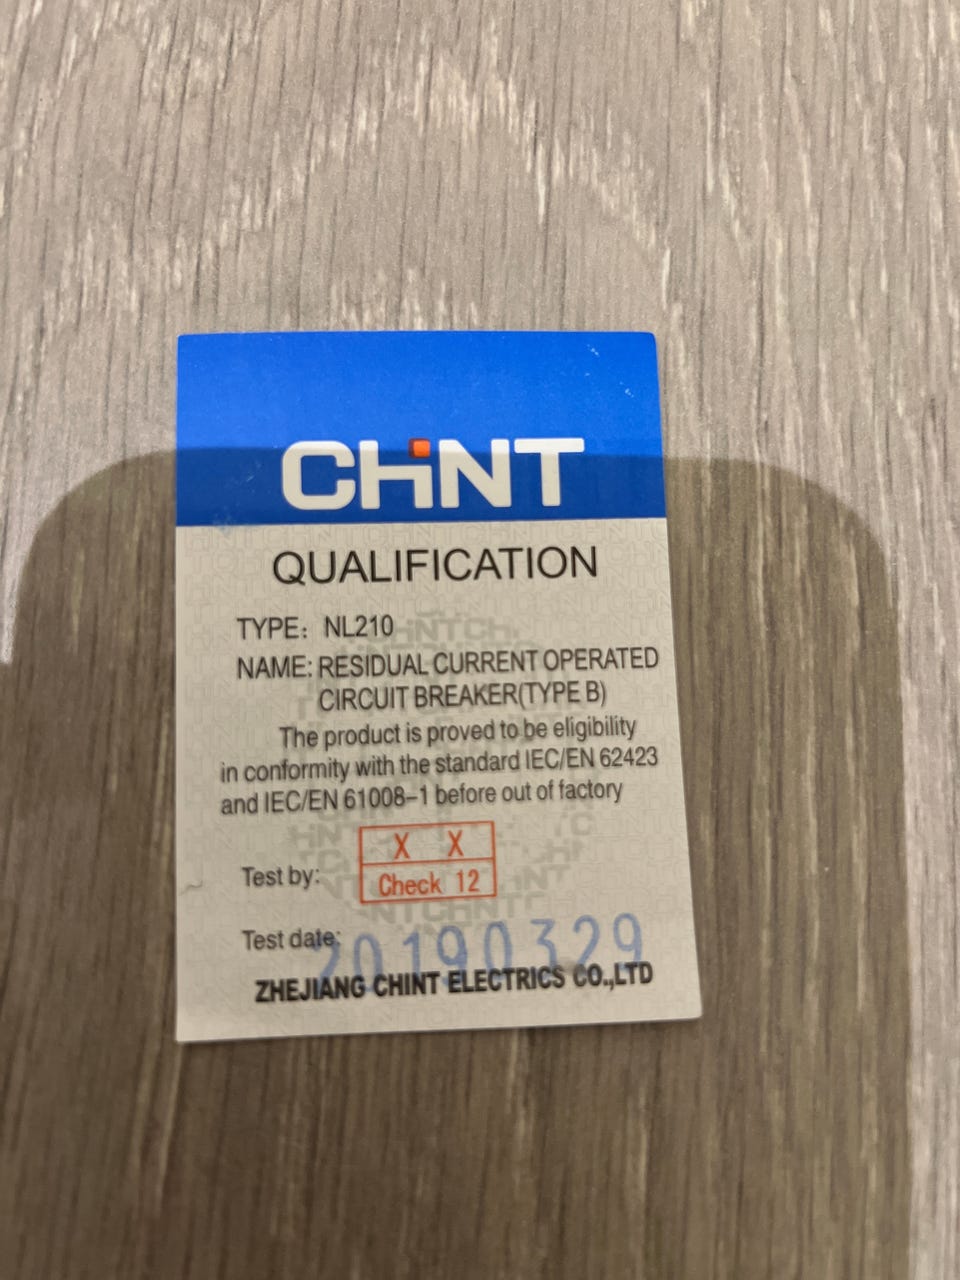 CHiNT
QUALIFICATION
TYPE: NL210
NAME: RESIDUAL CURRENT OPERATED
CIRCUIT BREAKER(TYPE B)
The product is proved to be eligibility
in conformity with the standard IEC/EN 62423
and IEC/EN 61008-1 before out of factory
X X
Test by: Check 12
Test date: 20190329
ZHEJIANG CHINT ELECTRICS CO.,LTD